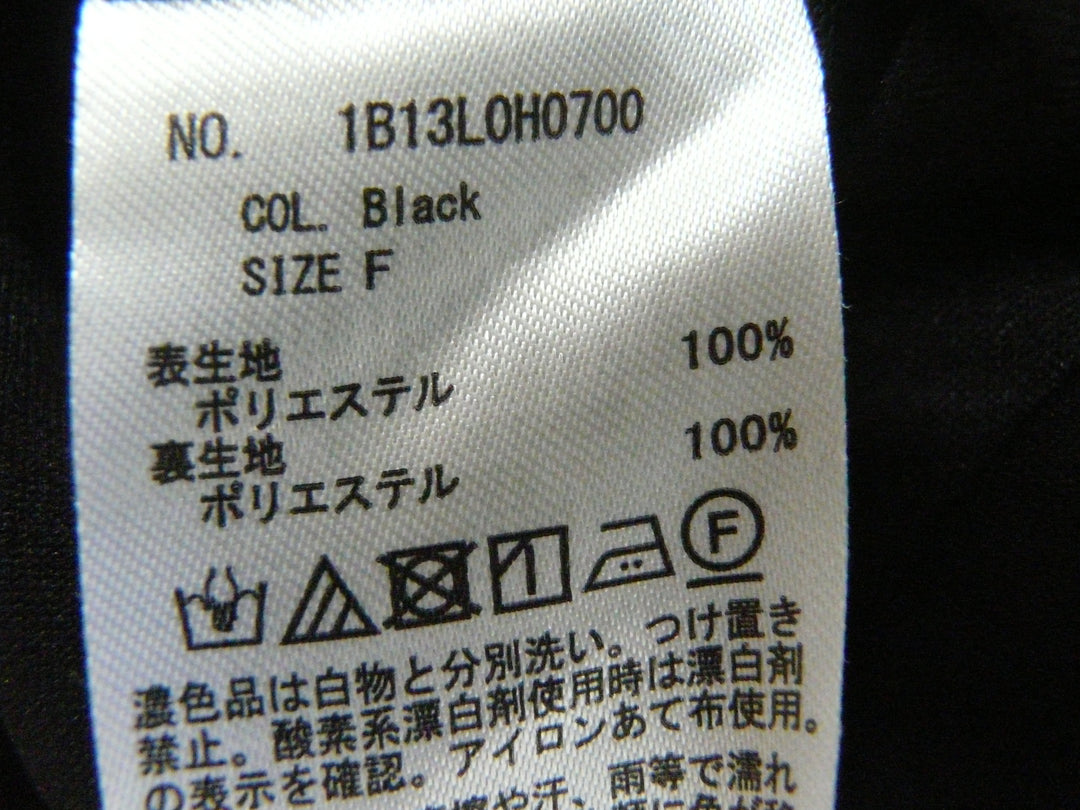 NO. 1B13L0H0700
COL. Black
SIZE F
表生地 100%
ポリエステル
裏生地 100%
ポリエステル
F
濃色品は白物と分別洗い。つけ置き
禁止。酸素系漂白剤使用時は漂白剤
の表示を確認。アイロンあて布使用。
や汗、雨等で濡れ